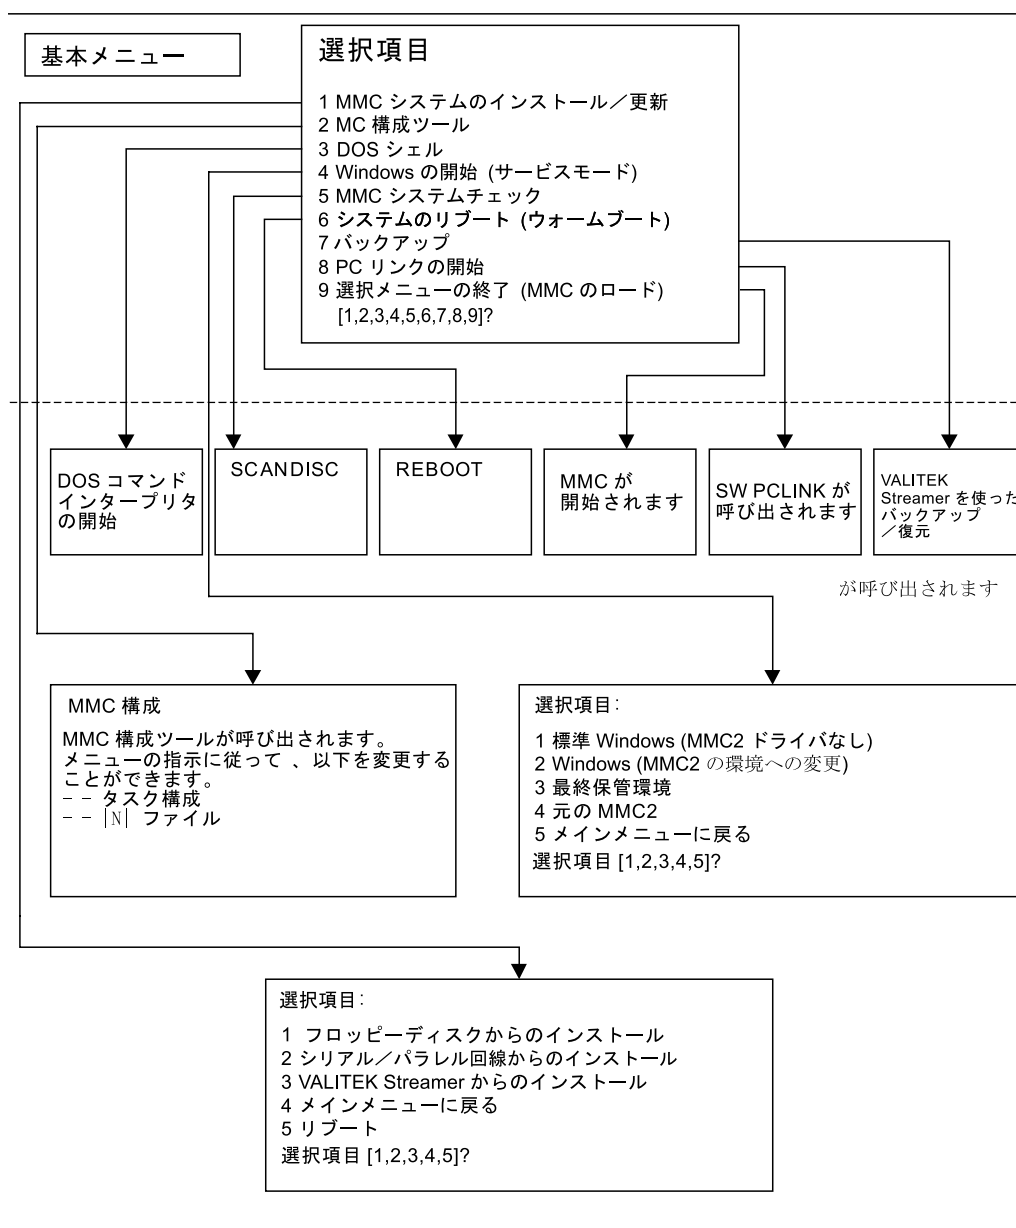 基本メニュー
選択項目
1 MMC システムのインストール／更新
2 MC 構成ツール
3 DOS シェル
4 Windows の開始 (サービスモード)
5 MMC システムチェック
6 システムのリブート (ウォームブート)
7 バックアップ
8 PC リンクの開始
9 選択メニューの終了 (MMC のロード)
[1,2,3,4,5,6,7,8,9]?
DOS コマンド
インタープリタ
の開始
SCANDISC
REBOOT
MMC が
開始されます
SW PCLINK が
呼び出されます
VALITEK
Streamer を使った
バックアップ
／復元
が呼び出されます
MMC 構成
MMC 構成ツールが呼び出されます。
メニューの指示に従って 、以下を変更する
ことができます。
– – タスク構成
– – |N| ファイル
選択項目:
1 標準 Windows (MMC2 ドライバなし)
2 Windows (MMC2 の環境への変更)
3 最終保管環境
4 元の MMC2
5 メインメニューに戻る
選択項目 [1,2,3,4,5]?
選択項目:
1 フロッピーディスクからのインストール
2 シリアル／パラレル回線からのインストール
3 VALITEK Streamer からのインストール
4 メインメニューに戻る
5 リブート
選択項目 [1,2,3,4,5]?